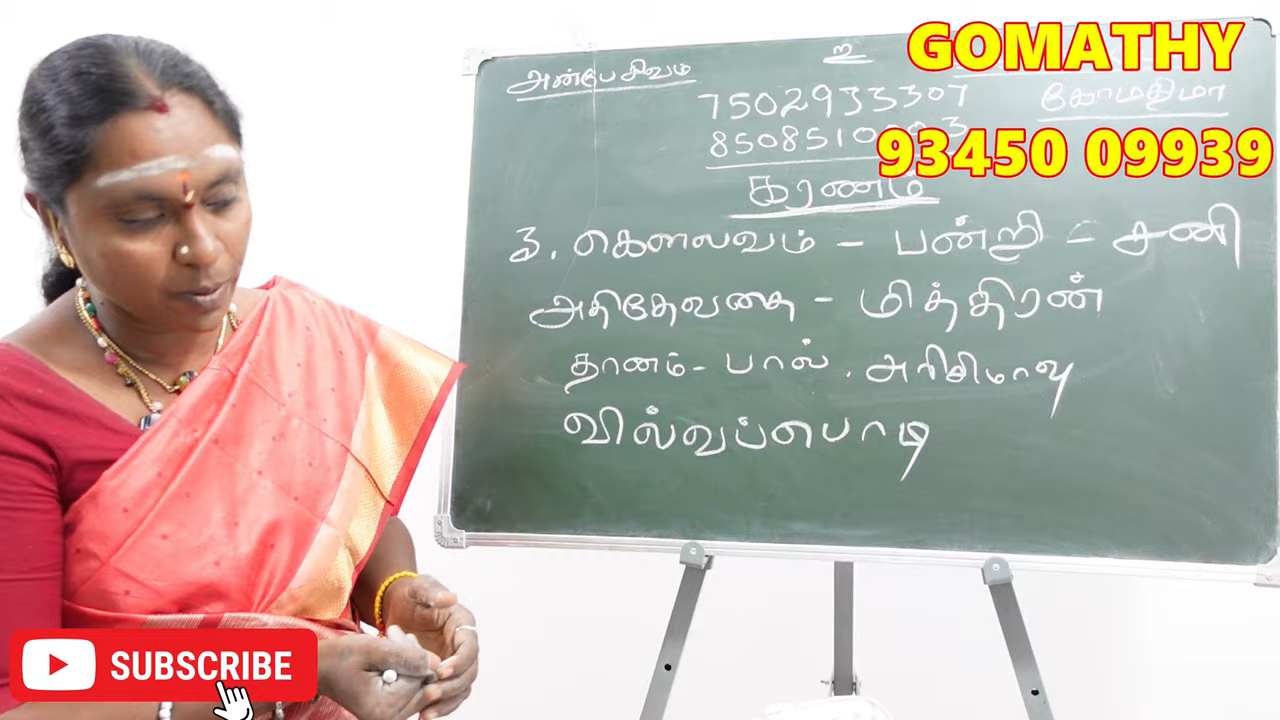 GOMATHY
93450 09939
உ
அன்பே சிவம்
7502933307
கோமதிமா
கரணம்
3. கௌலவம் - பன்றி - சனி
அதிதேவதை - மித்திரன்
தானம் - பால். அரிசிமாவு
வில்வப்பொடி
SUBSCRIBE